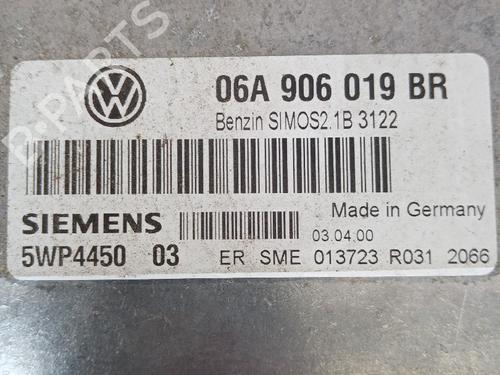 B-PARTS
06A 906 019 BR
Benzin SIMOS2.1B 3122
SIEMENS
Made in Germany
03.04.00
5WP4450 03 ER SME 013723 R031 2066